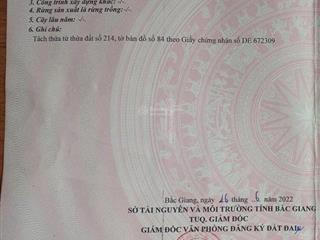 3. Công trình xây dựng khác: -/-.
4. Rừng sản xuất là rừng trồng: -/-.
5. Cây lâu năm: -/-.
6. Ghi chú:
Tách thửa từ thửa đất số 214, tờ bản đồ số 84 theo Giấy chứng nhận số DE 672309
Bắc Giang, ngày 16 tháng 6 năm 2022
SỞ TÀI NGUYÊN VÀ MÔI TRƯỜNG TỈNH BẮC GIANG
TUQ. GIÁM ĐỐC
GIÁM ĐỐC VĂN PHÒNG ĐĂNG KÝ ĐẤT ĐAI